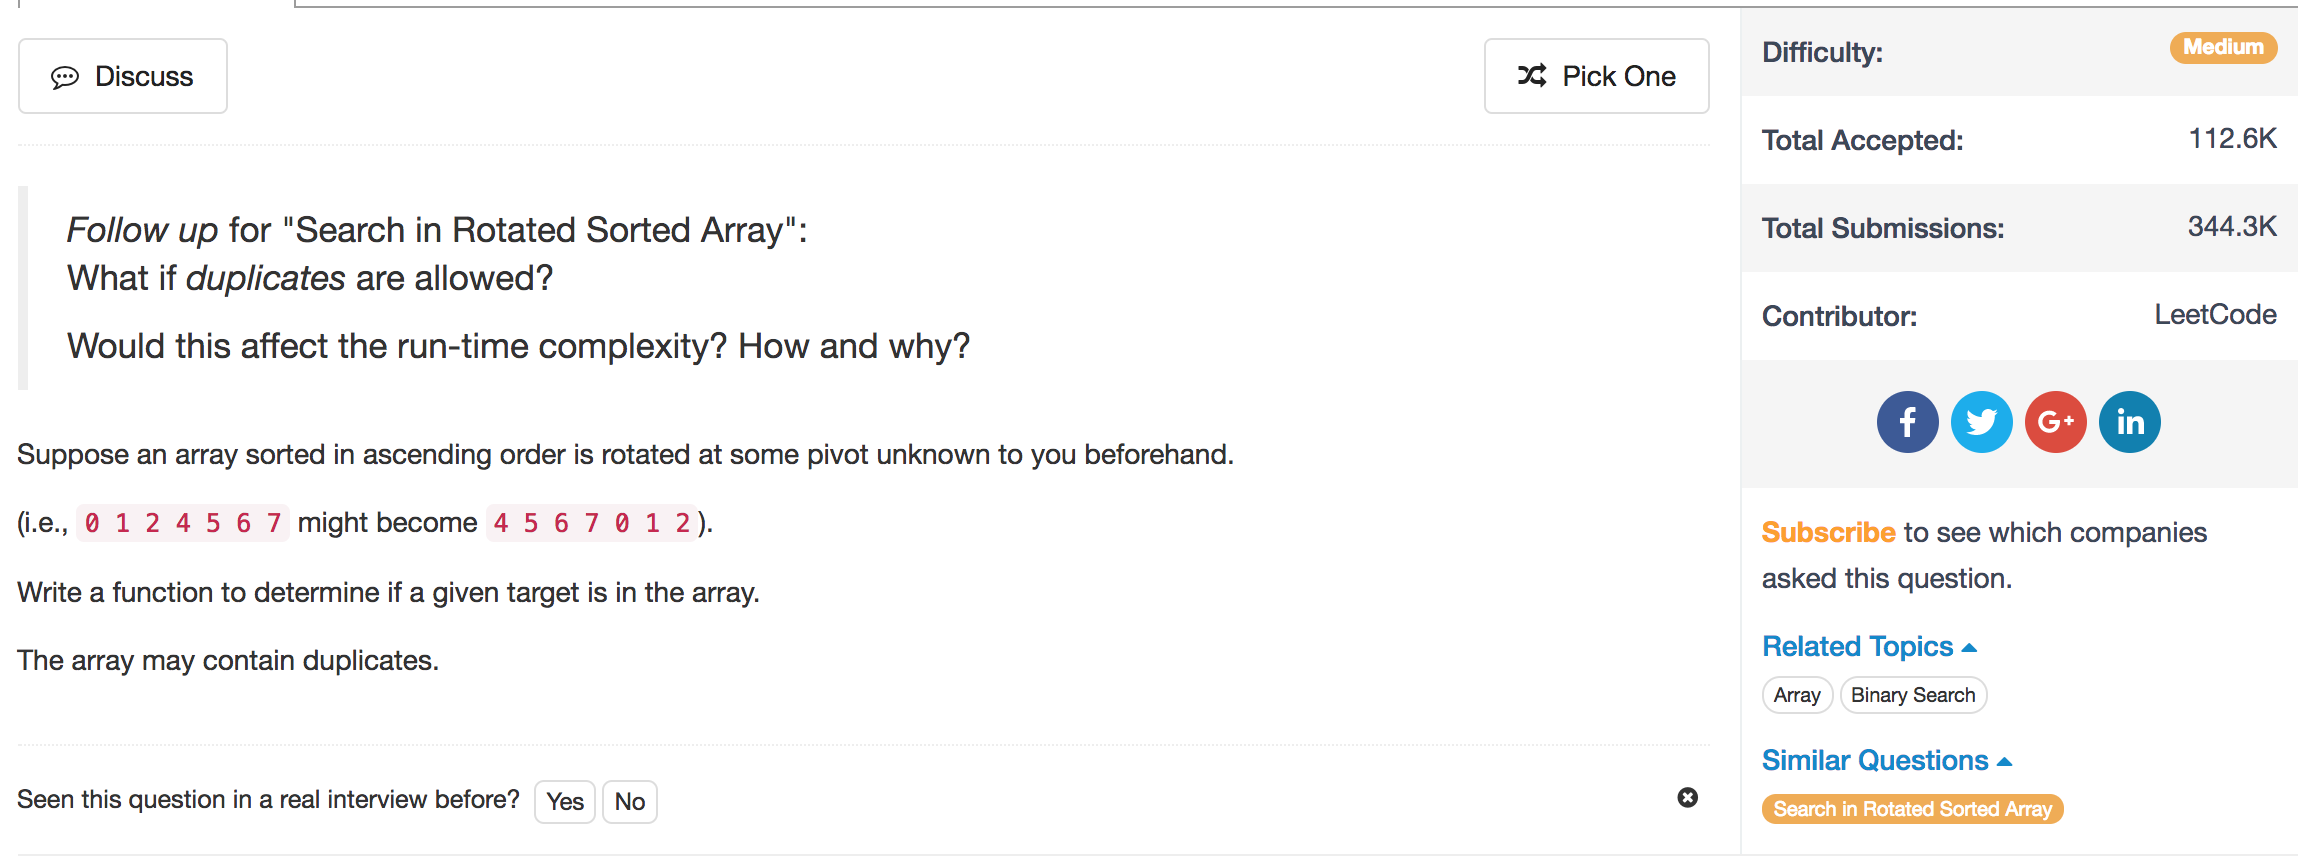 Discuss
Pick One
Follow up for "Search in Rotated Sorted Array":
What if duplicates are allowed?
Would this affect the run-time complexity? How and why?
Suppose an array sorted in ascending order is rotated at some pivot unknown to you beforehand.
(i.e., 0 1 2 4 5 6 7 might become 4 5 6 7 0 1 2).
Write a function to determine if a given target is in the array.
The array may contain duplicates.
Seen this question in a real interview before? Yes No
Difficulty: Medium
Total Accepted: 112.6K
Total Submissions: 344.3K
Contributor: LeetCode
f G+ in
Subscribe to see which companies
asked this question.
Related Topics
Array Binary Search
Similar Questions
Search in Rotated Sorted Array